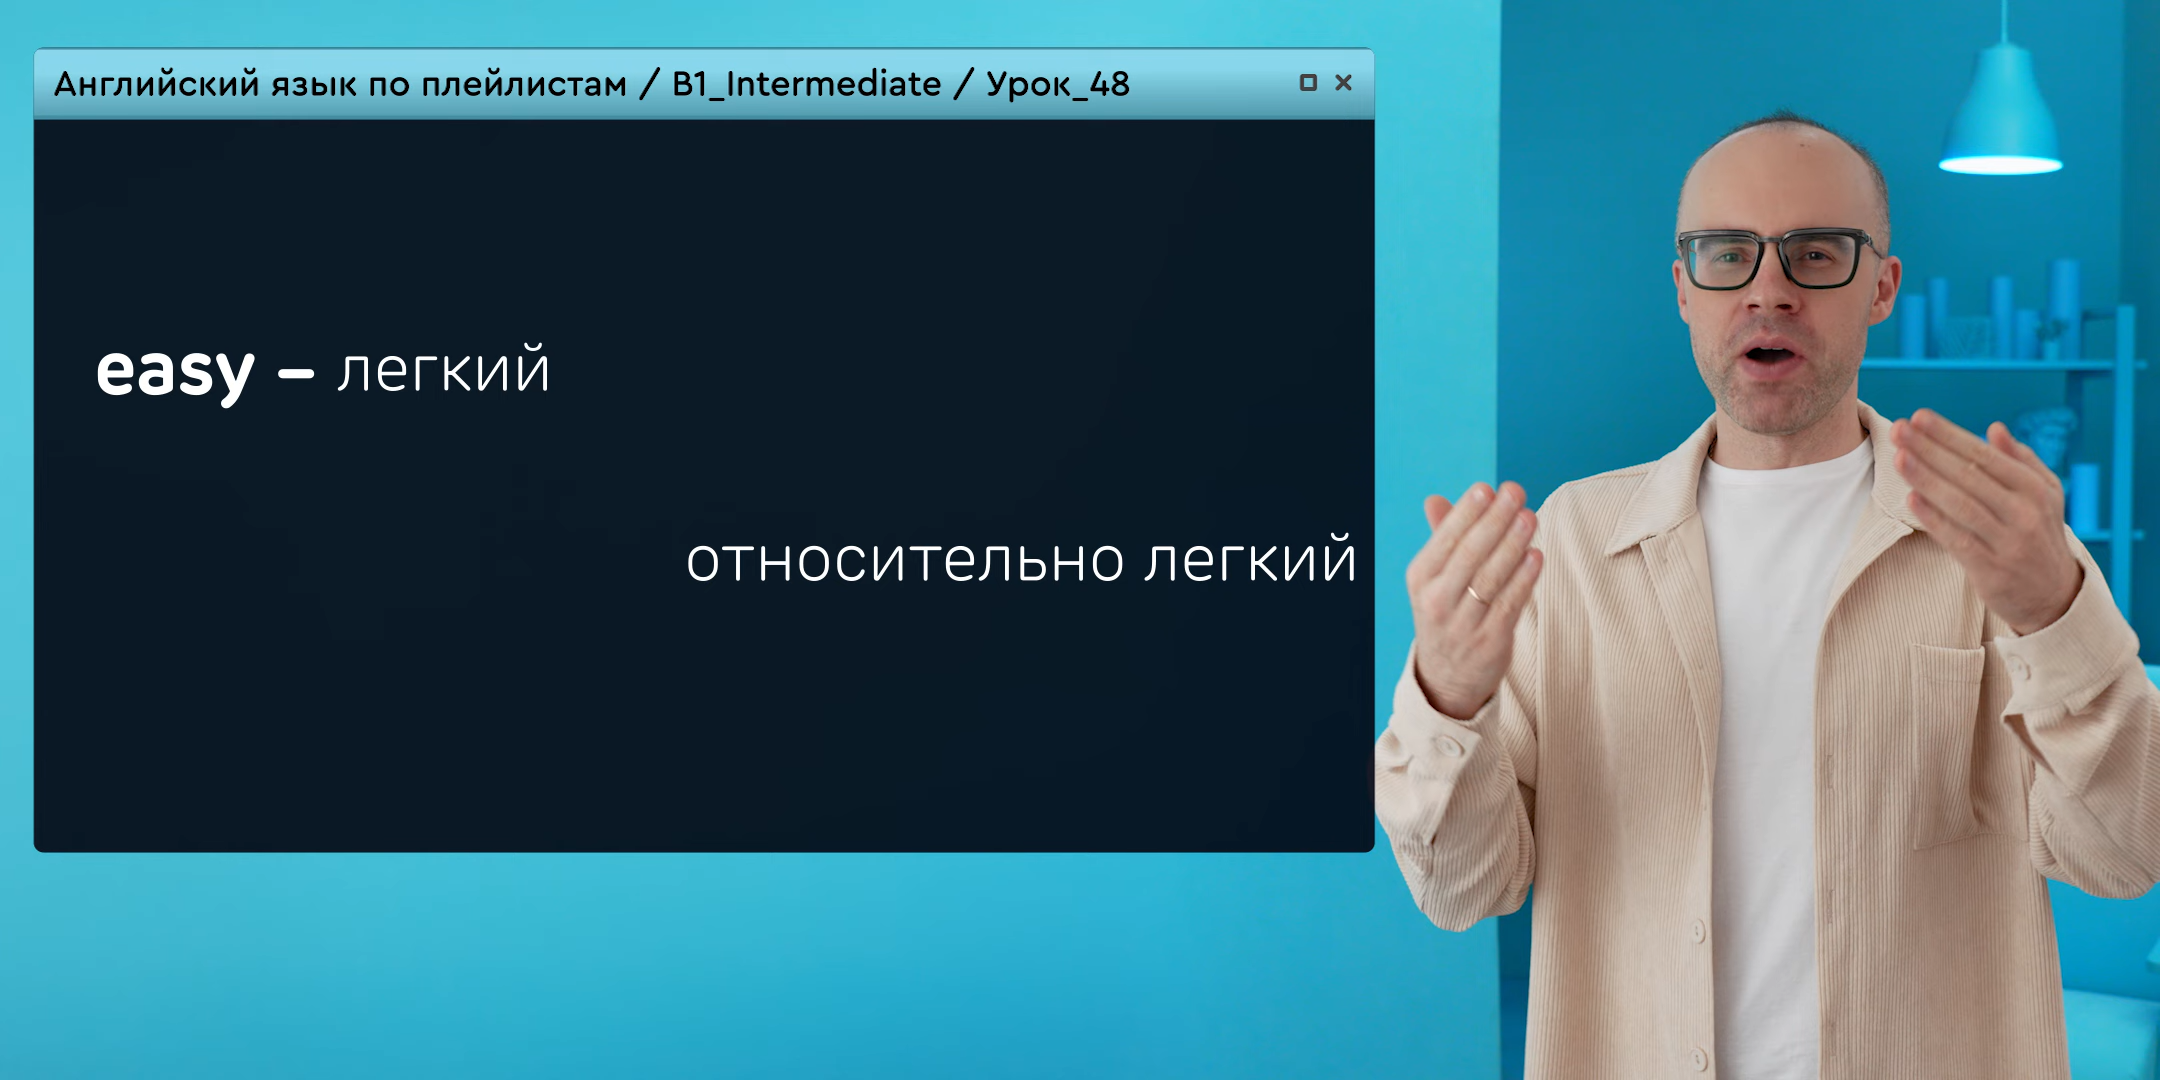 Английский язык по плейлистам / B1_Intermediate / Урок_48
easy – легкий
относительно легкий